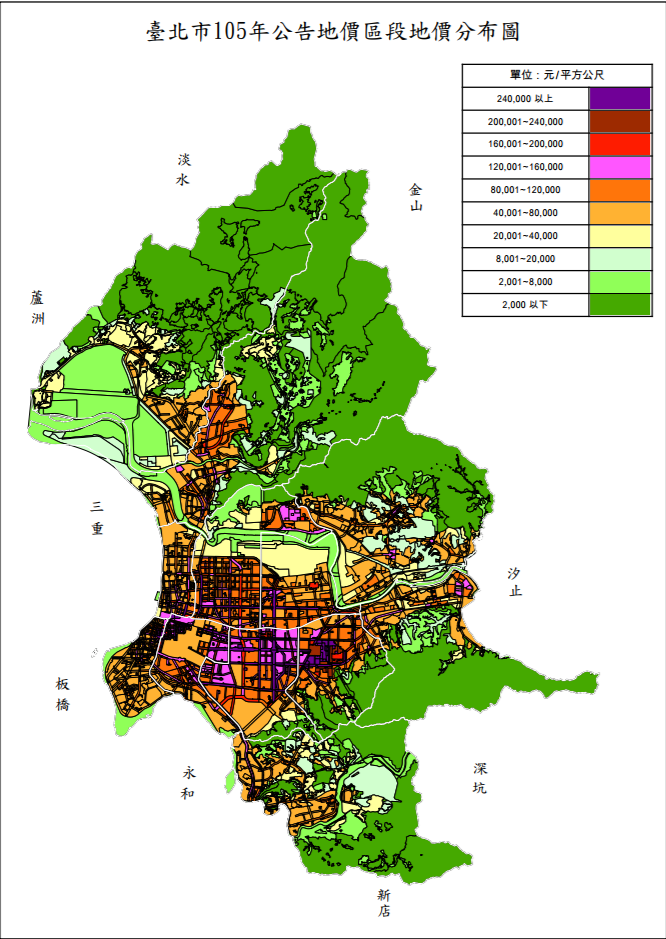 臺北市105年公告地價區段地價分布圖
單位：元/平方公尺
240,000 以上
200,001~240,000
160,001~200,000
120,001~160,000
80,001~120,000
40,001~80,000
20,001~40,000
8,001~20,000
2,001~8,000
2,000 以下
淡水
金山
蘆洲
三重
汐止
板橋
永和
深坑
新店